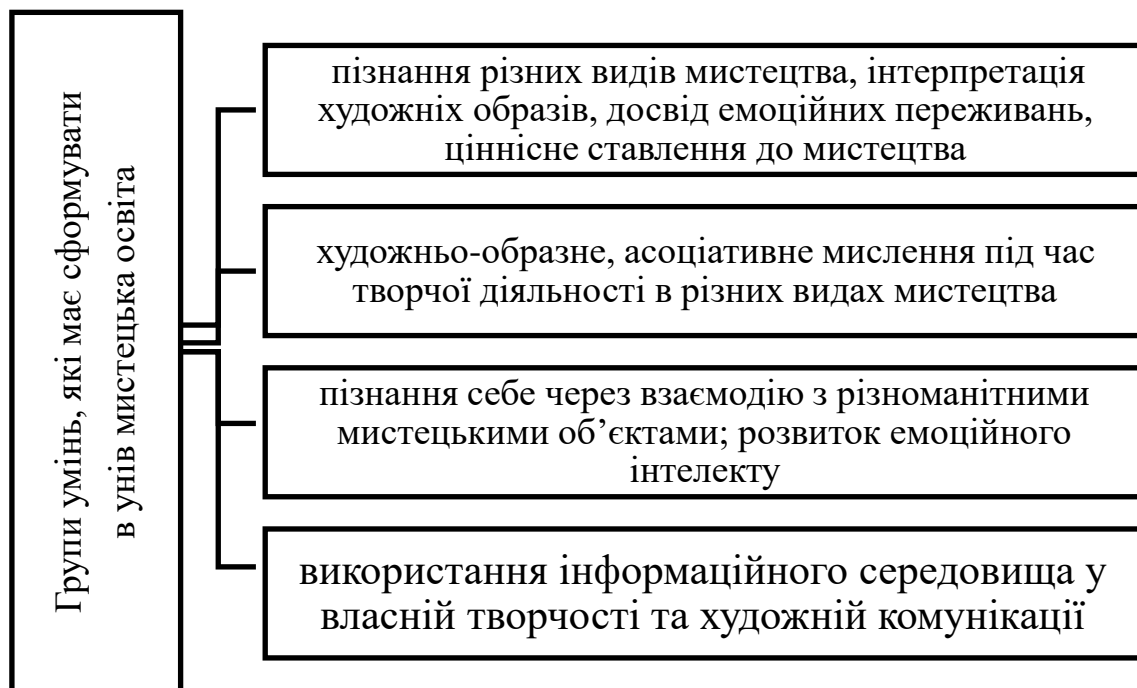 Групи умінь, які має сформувати
в унів мистецька освіта
пізнання різних видів мистецтва, інтерпретація
художніх образів, досвід емоційних переживань,
ціннісне ставлення до мистецтва
художньо-образне, асоціативне мислення під час
творчої діяльності в різних видах мистецтва
пізнання себе через взаємодію з різноманітними
мистецькими об’єктами; розвиток емоційного
інтелекту
використання інформаційного середовища у
власній творчості та художній комунікації